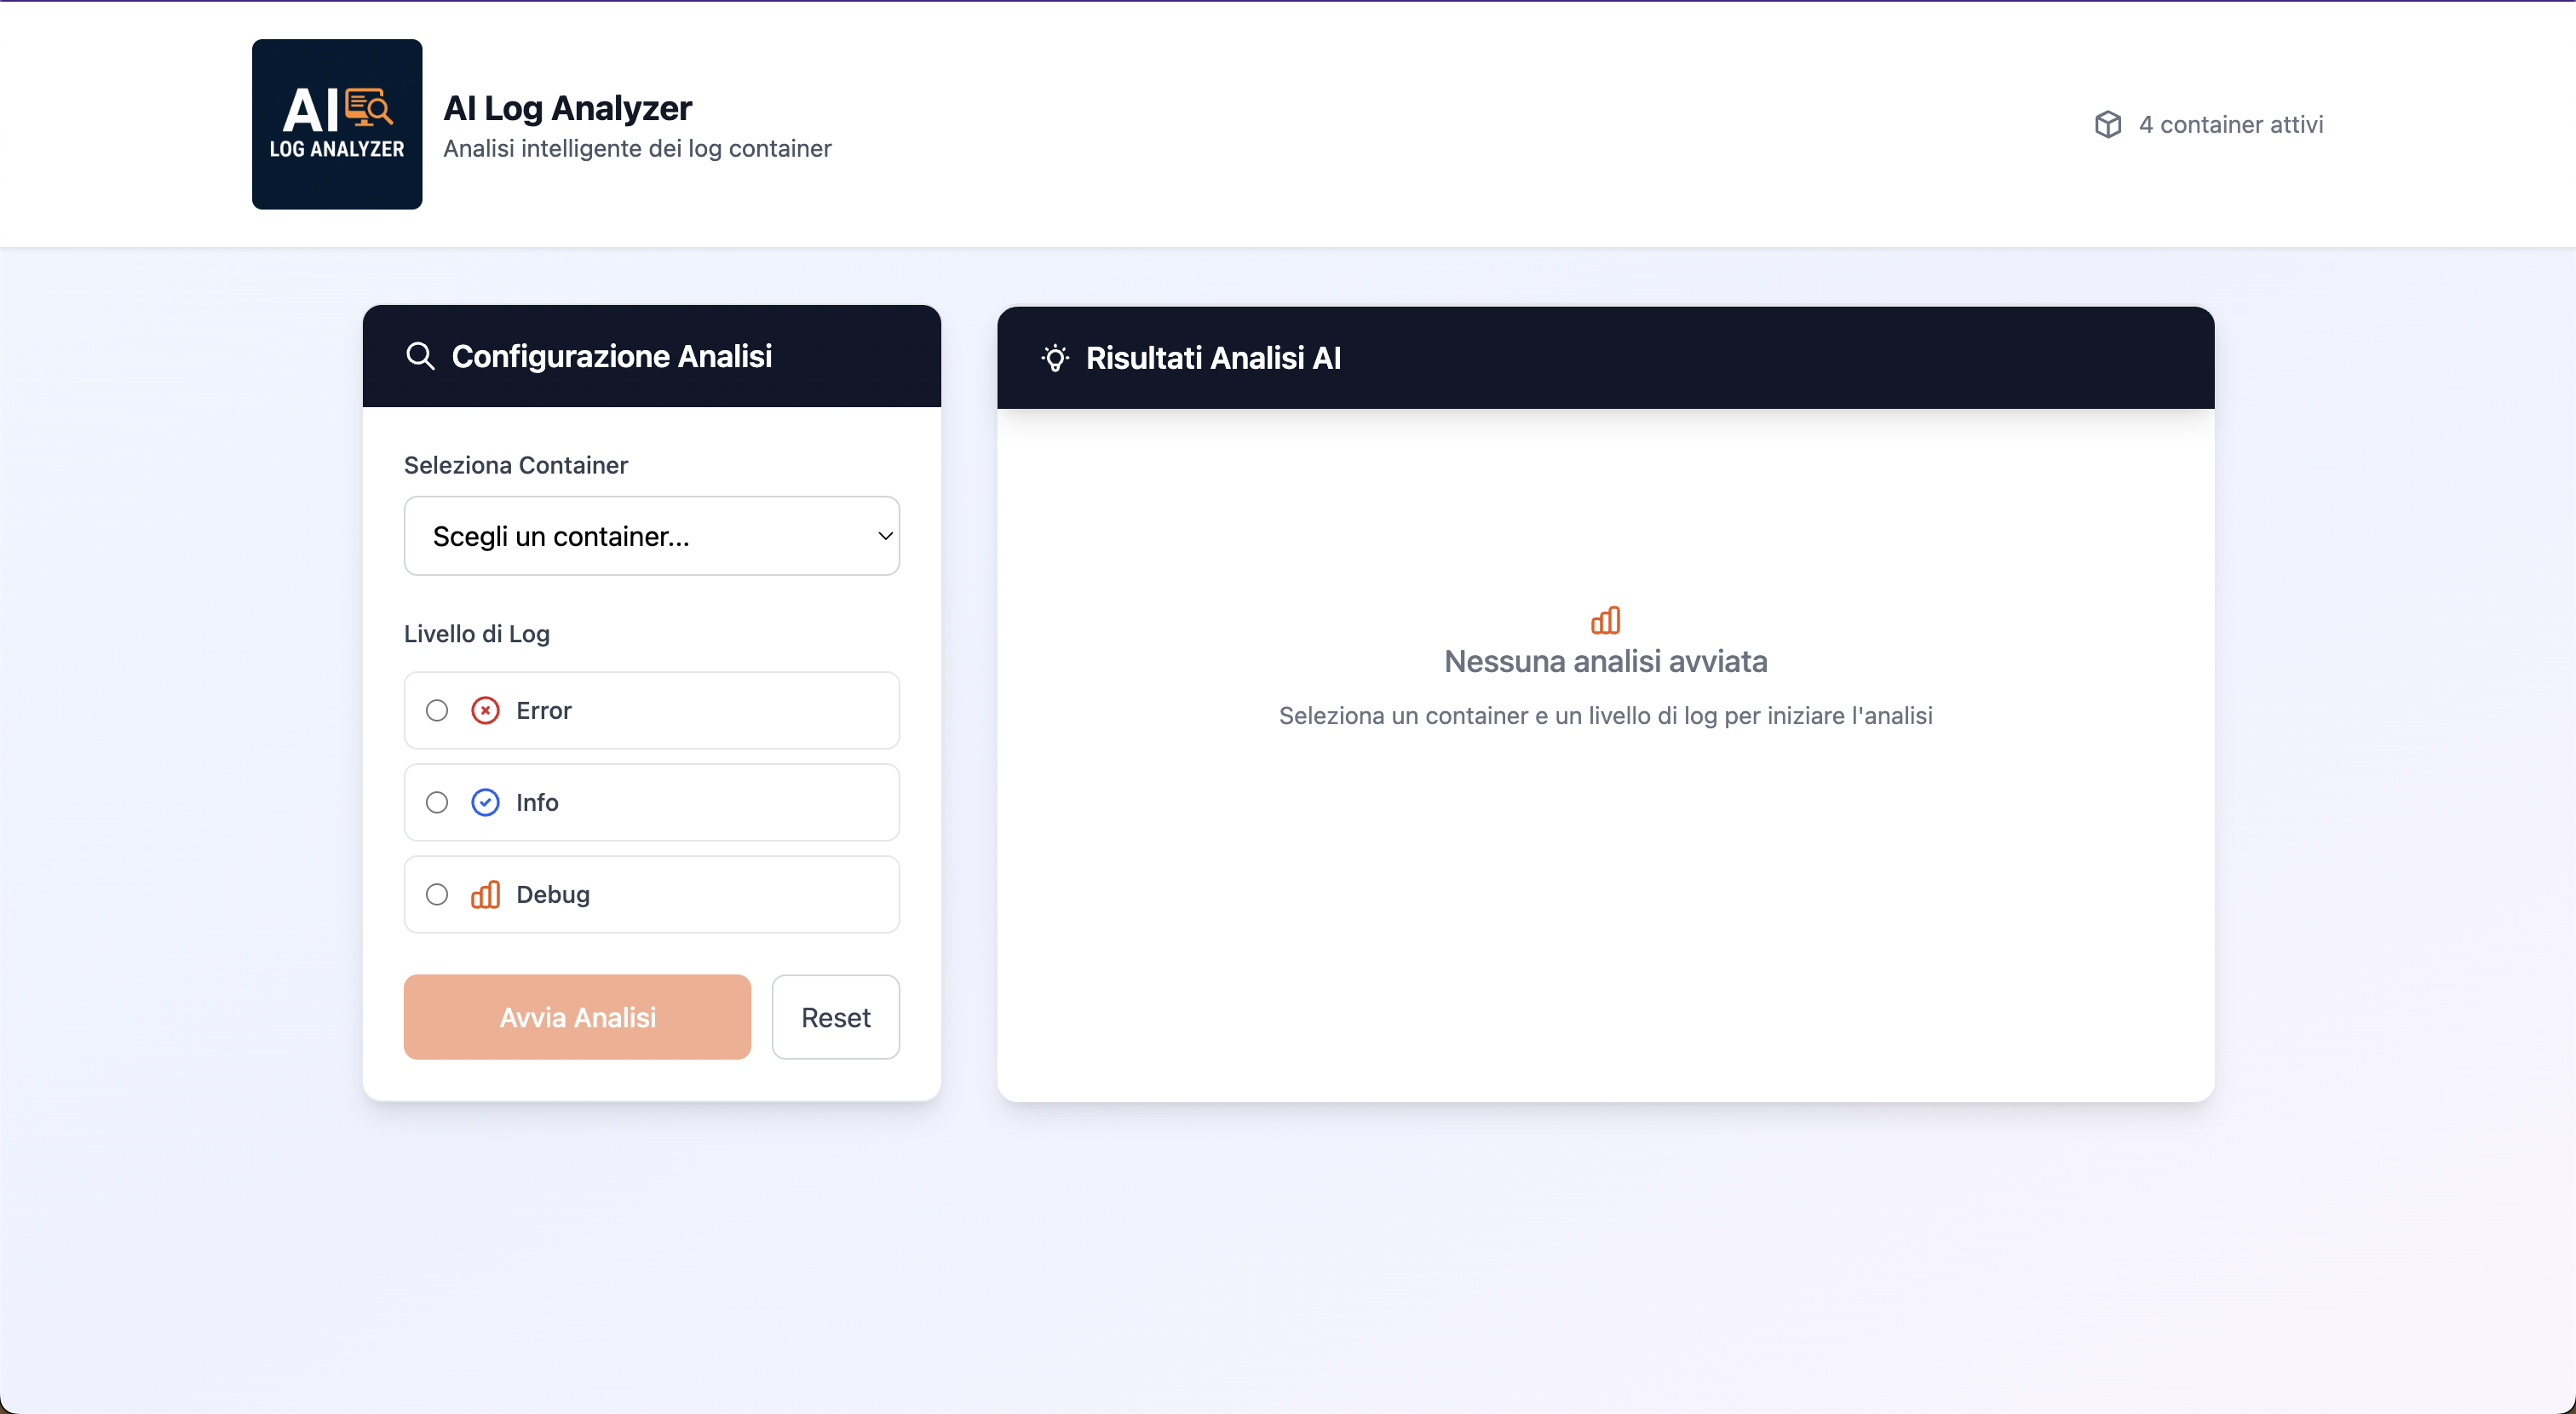 AI
LOG ANALYZER
AI Log Analyzer
Analisi intelligente dei log container
4 container attivi
Configurazione Analisi
Seleziona Container
Scegli un container...
Livello di Log
Error
Info
Debug
Avvia Analisi
Reset
Risultati Analisi AI
Nessuna analisi avviata
Seleziona un container e un livello di log per iniziare l'analisi